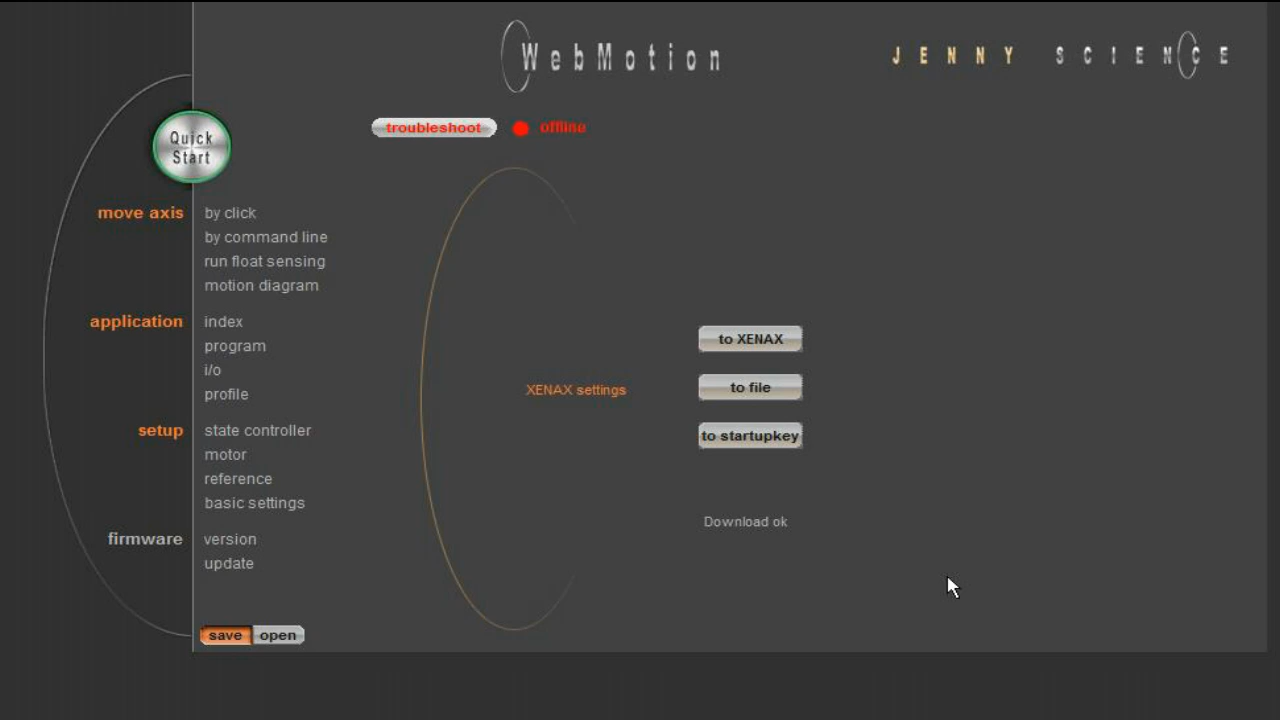 WebMotion
JENNY SCIENCE
troubleshoot
offline
Quick
Start
move axis
by click
by command line
run float sensing
motion diagram
application
index
program
i/o
profile
setup
state controller
motor
reference
basic settings
firmware
version
update
save
open
XENAX settings
to XENAX
to file
to startupkey
Download ok